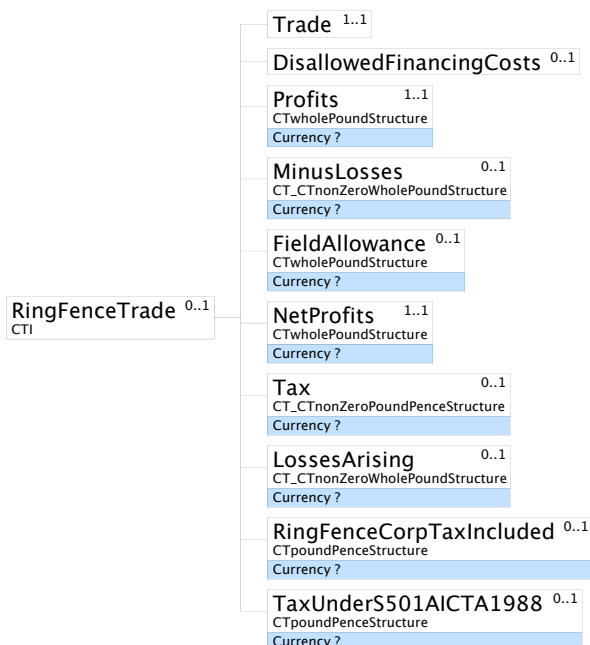 Trade 1..1
DisallowedFinancingCosts 0..1
Profits 1..1
CTwholePoundStructure
Currency ?
MinusLosses 0..1
CT_CTnonZeroWholePoundStructure
Currency ?
FieldAllowance 0..1
CTwholePoundStructure
Currency ?
RingFenceTrade 0..1
CTI
NetProfits 1..1
CTwholePoundStructure
Currency ?
Tax 0..1
CT_CTnonZeroPoundPenceStructure
Currency ?
LossesArising 0..1
CT_CTnonZeroWholePoundStructure
Currency ?
RingFenceCorpTaxIncluded 0..1
CTpoundPenceStructure
Currency ?
TaxUnderS501AICTA1988 0..1
CTpoundPenceStructure
Currency ?